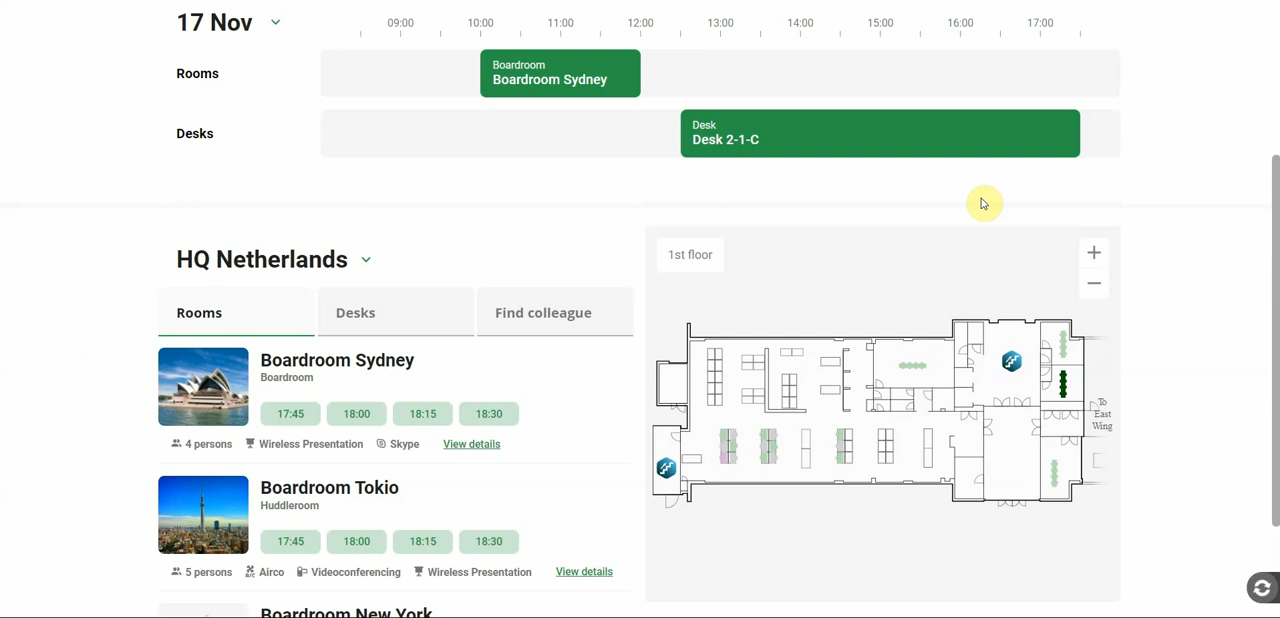 17 Nov
09:00 10:00 11:00 12:00 13:00 14:00 15:00 16:00 17:00
Rooms
Boardroom
Boardroom Sydney
Desks
Desk
Desk 2-1-C
HQ Netherlands
1st floor
Rooms Desks Find colleague
Boardroom Sydney
Boardroom
17:45 18:00 18:15 18:30
4 persons Wireless Presentation Skype View details
Boardroom Tokio
Huddleroom
17:45 18:00 18:15 18:30
5 persons Airco Videoconferencing Wireless Presentation View details
Boardroom New York
To
East
Wing